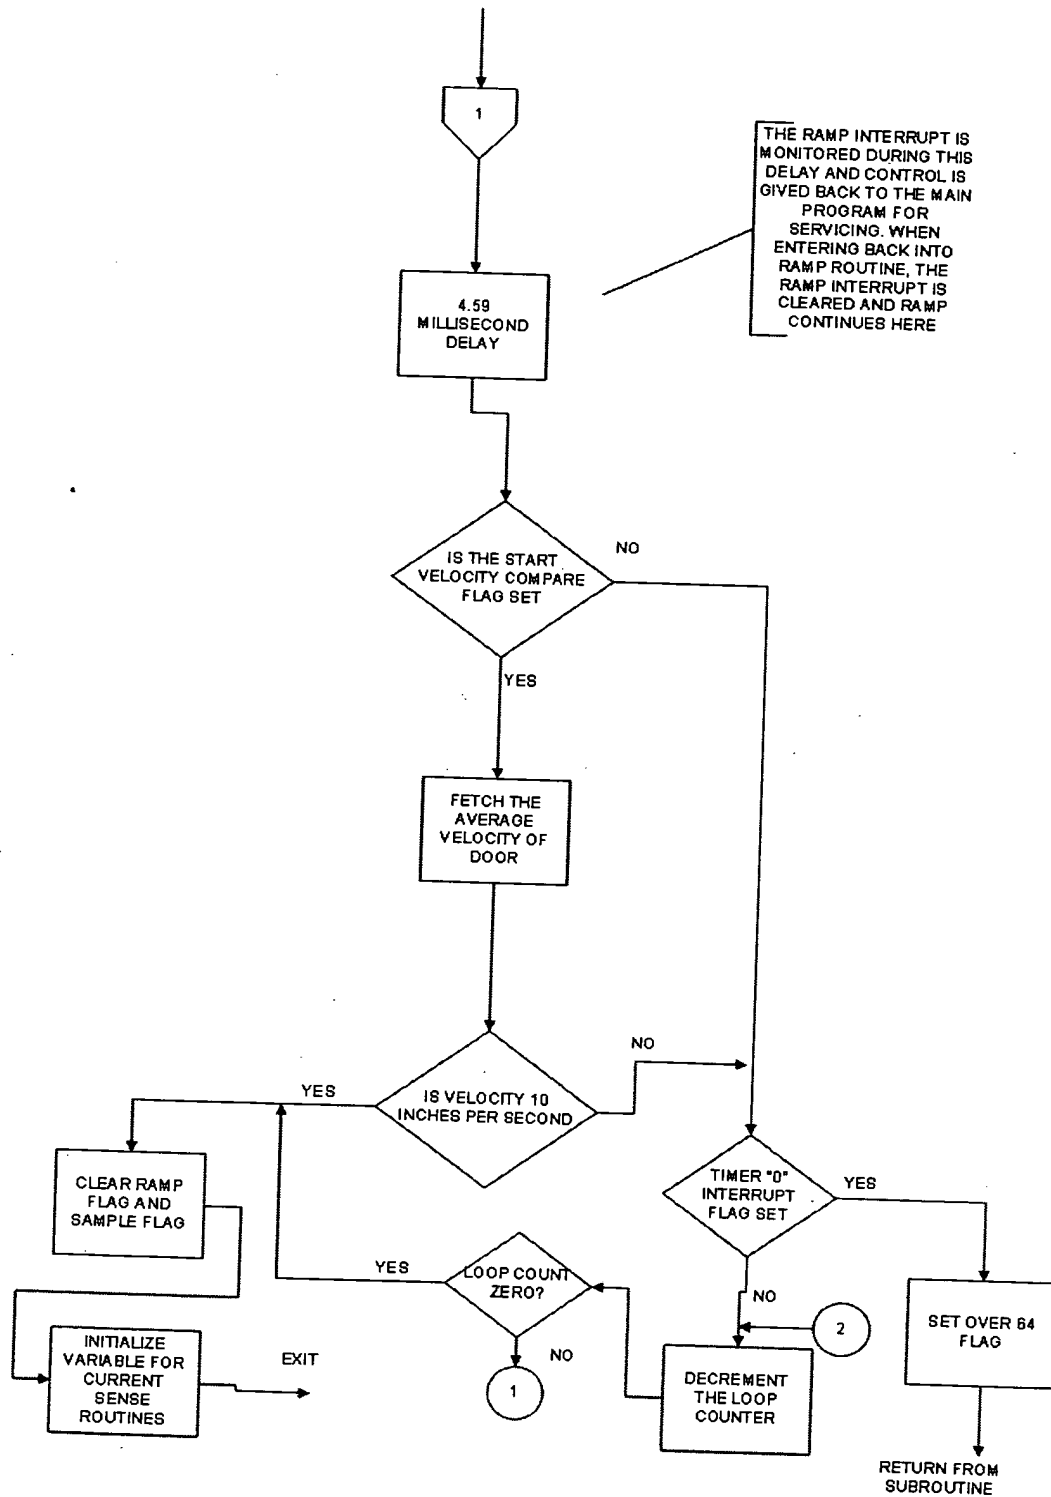 1
THE RAMP INTERRUPT IS
MONITORED DURING THIS
DELAY AND CONTROL IS
GIVED BACK TO THE MAIN
PROGRAM FOR
SERVICING. WHEN
ENTERING BACK INTO
RAMP ROUTINE, THE
RAMP INTERRUPT IS
CLEARED AND RAMP
CONTINUES HERE
4.59
MILLISECOND
DELAY
IS THE START
VELOCITY COMPARE
FLAG SET
NO
YES
FETCH THE
AVERAGE
VELOCITY OF
DOOR
IS VELOCITY 10
INCHES PER SECOND
YES
NO
CLEAR RAMP
FLAG AND
SAMPLE FLAG
TIMER "0"
INTERRUPT
FLAG SET
YES
NO
LOOP COUNT
ZERO?
YES
NO
1
2
SET OVER 64
FLAG
INITIALIZE
VARIABLE FOR
CURRENT
SENSE
ROUTINES
EXIT
DECREMENT
THE LOOP
COUNTER
RETURN FROM
SUBROUTINE